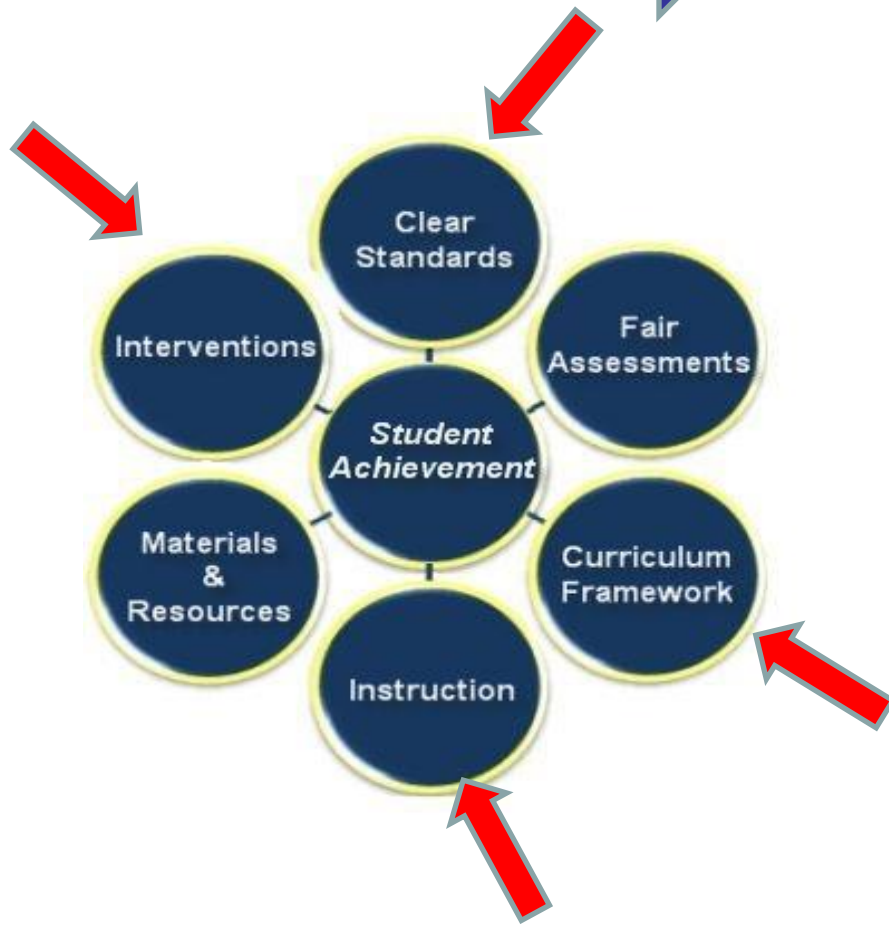 Clear
Standards
Interventions
Fair
Assessments
Student
Achievement
Materials
&
Resources
Curriculum
Framework
Instruction